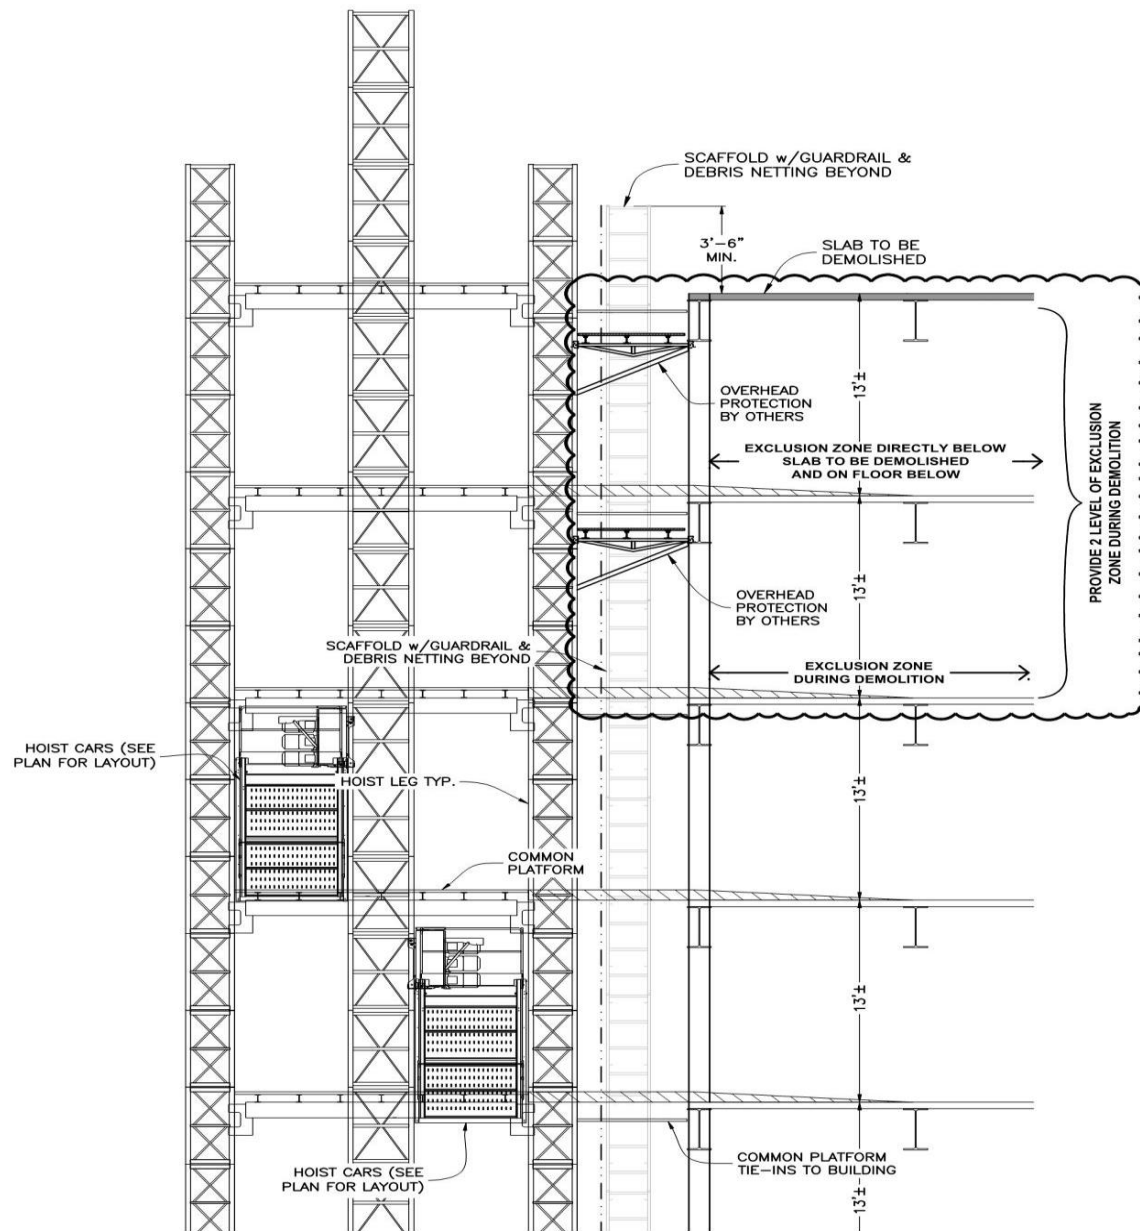 SCAFFOLD w/GUARDRAIL &
DEBRIS NETTING BEYOND
3'-6"
MIN.
SLAB TO BE
DEMOLISHED
OVERHEAD
PROTECTION
BY OTHERS
13'±
EXCLUSION ZONE DIRECTLY BELOW
SLAB TO BE DEMOLISHED
AND ON FLOOR BELOW
PROVIDE 2 LEVEL OF EXCLUSION
ZONE DURING DEMOLITION
OVERHEAD
PROTECTION
BY OTHERS
13'±
SCAFFOLD w/GUARDRAIL &
DEBRIS NETTING BEYOND
EXCLUSION ZONE
DURING DEMOLITION
HOIST CARS (SEE
PLAN FOR LAYOUT)
HOIST LEG TYP.
13'±
COMMON
PLATFORM
13'±
HOIST CARS (SEE
PLAN FOR LAYOUT)
COMMON PLATFORM
TIE-INS TO BUILDING
13'±